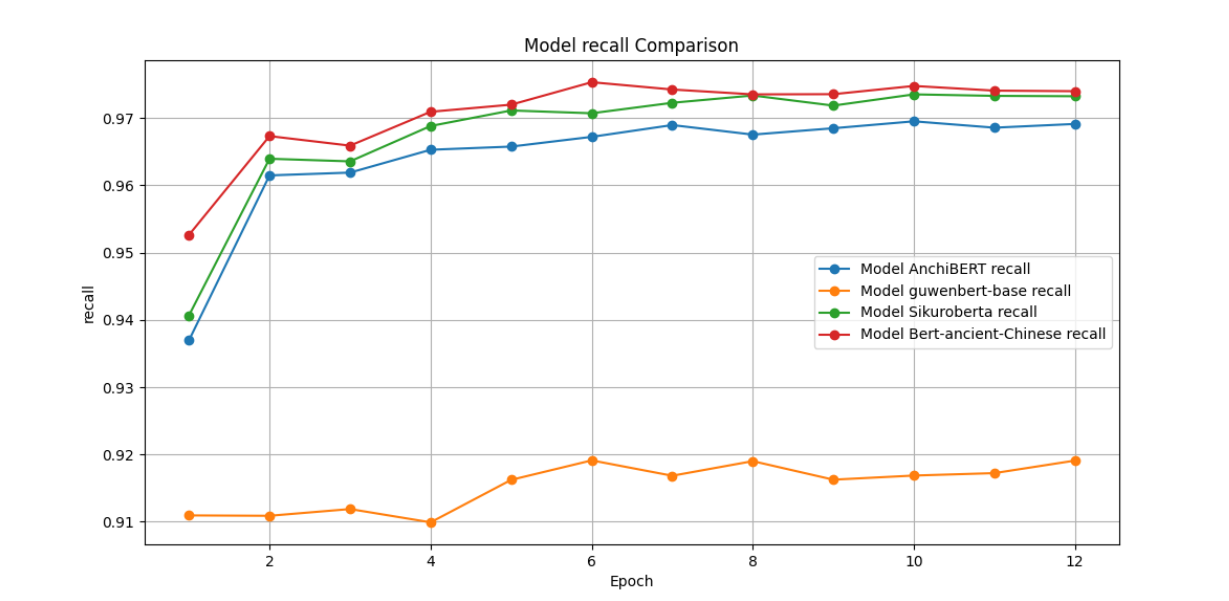 Model recall Comparison
0.97
0.96
0.95
0.94
0.93
0.92
0.91
recall
Model AnchiBERT recall
Model guwenbert-base recall
Model Sikuroberta recall
Model Bert-ancient-Chinese recall
2 4 6 8 10 12
Epoch